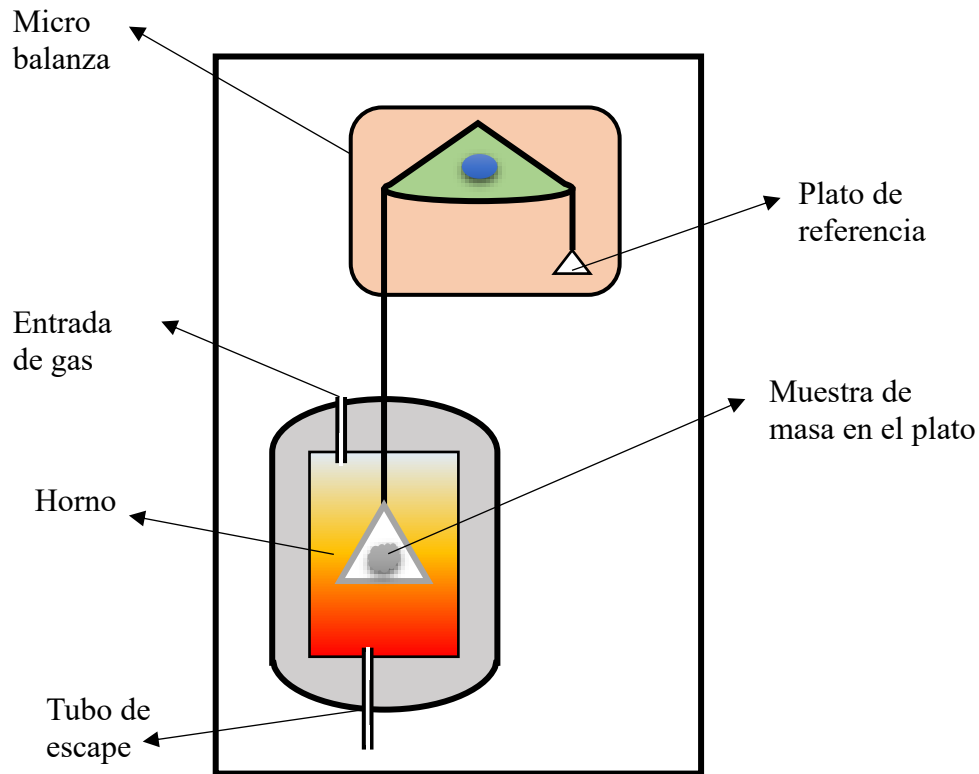 Micro
balanza
Plato de
referencia
Entrada
de gas
Muestra de
masa en el plato
Horno
Tubo de
escape